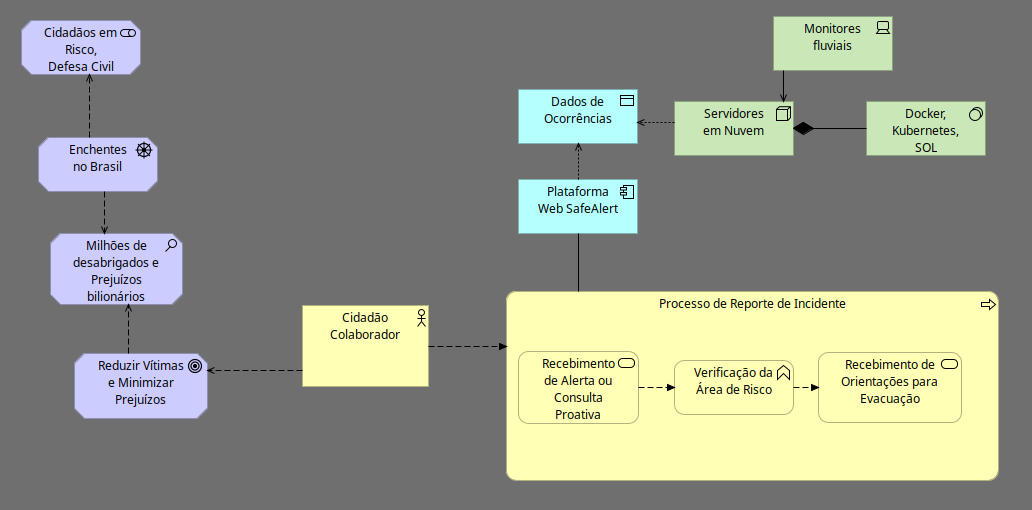 Cidadãos em
Risco,
Defesa Civil
Enchentes
no Brasil
Milhões de
desabrigados e
Prejuízos
bilionários
Reduzir Vítimas
e Minimizar
Prejuízos
Cidadão
Colaborador
Monitores
fluviais
Dados de
Ocorrências
Servidores
em Nuvem
Docker,
Kubernetes,
SOL
Plataforma
Web SafeAlert
Processo de Reporte de Incidente
Recebimento
de Alerta ou
Consulta
Proativa
Verificação da
Área de Risco
Recebimento de
Orientações para
Evacuação